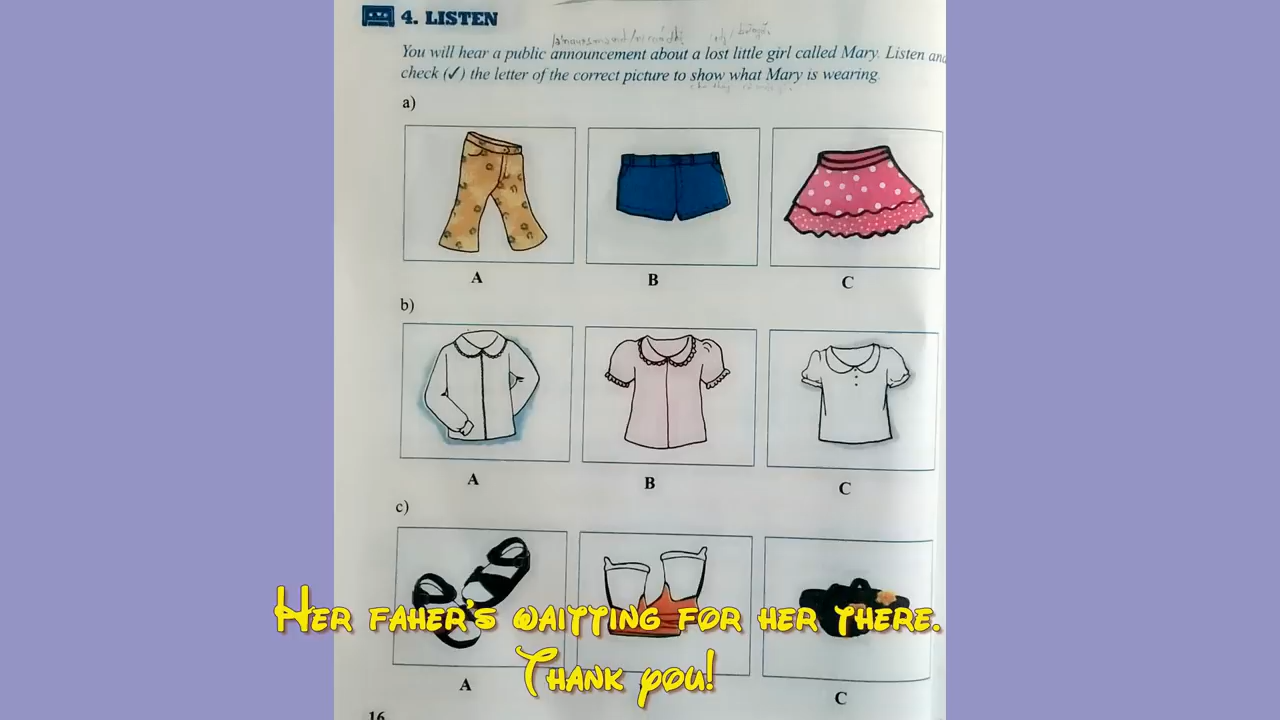 4. LISTEN
You will hear a public announcement about a lost little girl called Mary. Listen and
check (✓) the letter of the correct picture to show what Mary is wearing.
a)
A B C
b)
A B C
c)
HER FAHER'S WAITTING FOR HER THERE.
THANK YOU!
A C
16